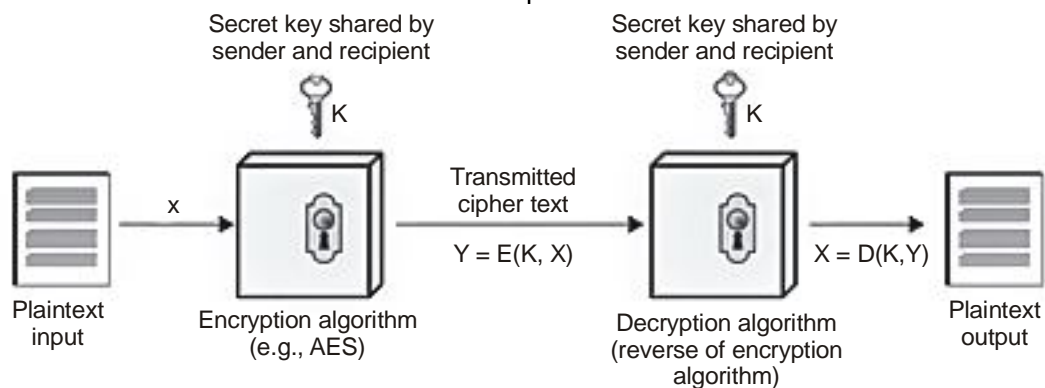 Secret key shared by
sender and recipient
Secret key shared by
sender and recipient
K
K
x
Transmitted
cipher text
Y = E(K, X)
X = D(K,Y)
Plaintext
input
Encryption algorithm
(e.g., AES)
Decryption algorithm
(reverse of encryption
algorithm)
Plaintext
output